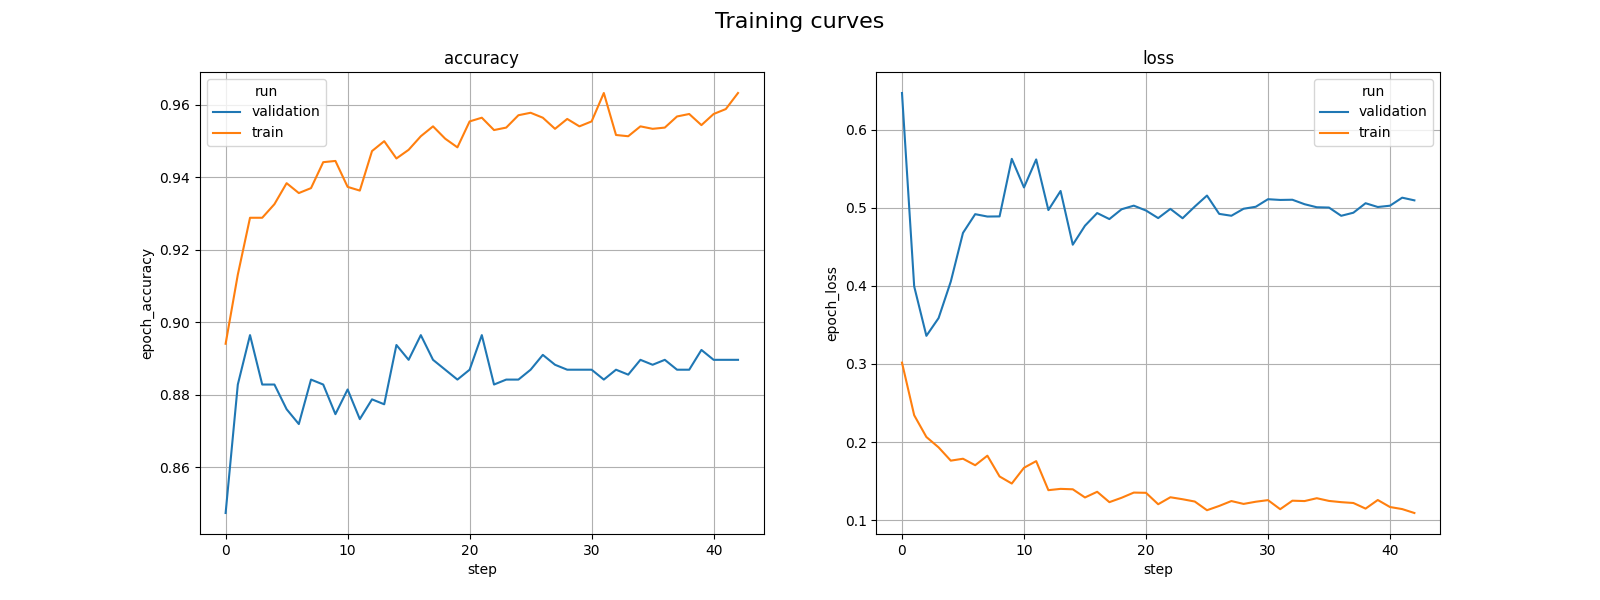 Training curves
accuracy
run
validation
train
epoch_accuracy
0.96
0.94
0.92
0.90
0.88
0.86
0 10 20 30 40
step
loss
run
validation
train
epoch_loss
0.6
0.5
0.4
0.3
0.2
0.1
0 10 20 30 40
step